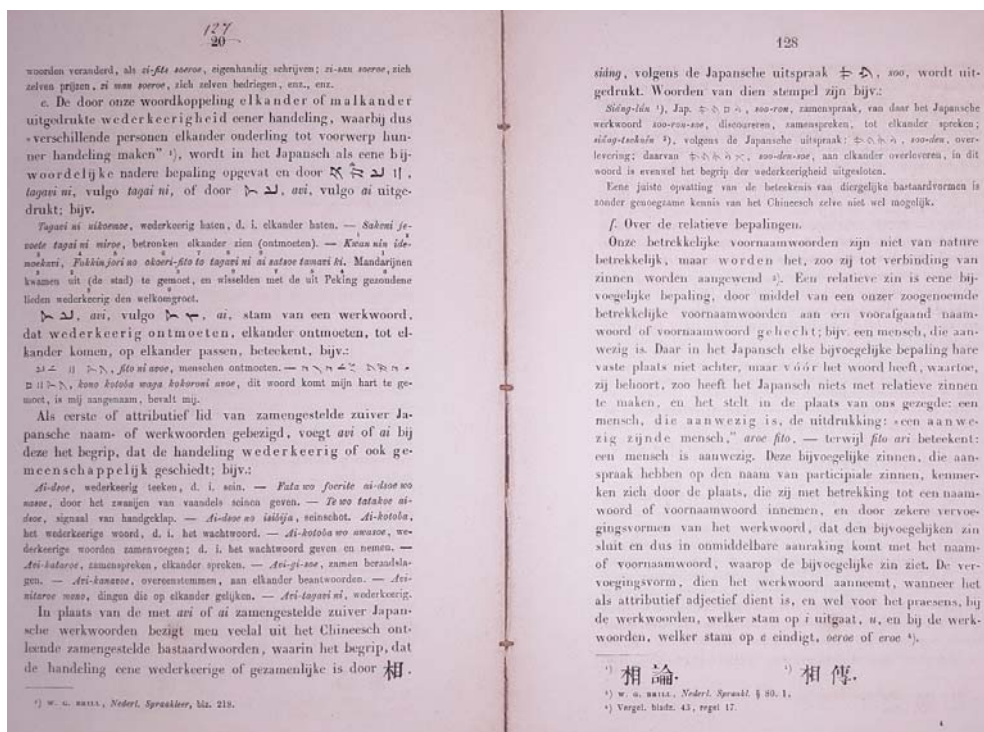 127
20
woorden veranderd, als zi-fits soeroe, eigenhandig schrijven; zi-san soeroe, zich
zelven prijzen, zi man soeroe, zich zelven bedriegen, enz., enz.
e. De door onze woordkoppeling elkander of malkander
uitgedrukte wederkeerigheid eener handeling, waarbij dus
«verschillende personen elkander onderling tot voorwerp hun-
ner handeling maken” ¹), wordt in het Japansch als eene bij-
woordelijke nadere bepaling opgevat en door
tagavi ni, vulgo tagai ni, of door avi, vulgo ai uitge-
drukt; bijv.
Tagavi ni nikoemoe, wederkeerig haten, d. i. elkander haten. — Sakeni je-
voete tagai ni miroe, betronken elkander zien (ontmoeten). — Kwan nin ide-
moekavi, Fokkin jori no okoeri-fito to tagavi ni ai satsoe tamavi ki. Mandarijnen
kwamen uit (de stad) te gemoet, en wisselden met de uit Peking gezondene
lieden wederkeerig den welkomgroet.
avi, vulgo ai, stam van een werkwoord,
dat wederkeerig ontmoeten, elkander ontmoeten, tot el-
kander komen, op elkander passen, beteekent, bijv.:
fito ni avoe, menschen ontmoeten. —
kono kotoba waga kokoroni avoe, dit woord komt mijn hart te ge-
moet, is mij aangenaam, bevalt mij.
Als eerste of attributief lid van zamengestelde zuiver Ja-
pansche naam- of werkwoorden gebezigd, voegt avi of ai bij
deze het begrip, dat de handeling wederkeerig of ook ge-
meenschappelijk geschiedt; bijv.:
Ai-dsoe, wederkeerig teeken, d. i. sein. — Fata wo foerite ai-dsoe wo
nasoe, door het zwaaijen van vaandels seinen geven. — Te wo tatakoe ai-
dsoe, signaal van handgeklap. — Ai-dsoe no isibija, seinschot. Ai-kotoba,
het wederkeerige woord, d. i. het wachtwoord. — Ai-kotoba wo awasoe, we-
derkeerige woorden zamenvoegen; d. i. het wachtwoord geven en nemen. —
Avi-kataroe, zamenspreken, elkander spreken. — Avi-gi-soe, zamen beraadsla-
gen. — Avi-kanavoe, overeenstemmen, aan elkander beantwoorden. — Avi-
nitaroe mono, dingen die op elkander gelijken. — Avi-tagavi ni, wederkeerig.
In plaats van de met avi of ai zamengestelde zuiver Japan-
sche werkwoorden bezigt men veelal uit het Chineesch ont-
leende zamengestelde bastaardwoorden, waarin het begrip, dat
de handeling eene wederkeerige of gezamenlijke is door 相,
¹) W. G. BRILL, Nederl. Spraakleer, blz. 218.
128
siáng, volgens de Japansche uitspraak soo, wordt uit-
gedrukt. Woorden van dien stempel zijn bijv.:
Siáng-lún ¹), Jap. soo-ron, zamenspraak, van daar het Japansche
werkwoord soo-ron-soe, discoureren, zamenspreken, tot elkander spreken;
siáng-tschuên ²), volgens de Japansche uitspraak: soo-den, over-
levering; daarvan soo-den-soe, aan elkander overleveren, in dit
woord is evenwel het begrip der wederkeerigheid uitgesloten.
Eene juiste opvatting van de beteekenis van diergelijke bastaardvormen is
zonder genoegzame kennis van het Chineesch zelve niet wel mogelijk.
f. Over de relatieve bepalingen.
Onze betrekkelijke voornaamwoorden zijn niet van nature
betrekkelijk, maar worden het, zoo zij tot verbinding van
zinnen worden aangewend ³). Een relatieve zin is eene bij-
voegelijke bepaling, door middel van een onzer zoogenoemde
betrekkelijke voornaamwoorden aan een voorafgaand naam-
woord of voornaamwoord gehecht; bijv. een mensch, die aan-
wezig is. Daar in het Japansch elke bijvoegelijke bepaling hare
vaste plaats niet achter, maar vóór het woord heeft, waartoe,
zij behoort, zoo heeft het Japansch niets met relatieve zinnen
te maken, en het stelt in de plaats van ons gezegde: een
mensch, die aanwezig is, de uitdrukking: «een aanwe-
zig zijnde mensch,” aroe fito, — terwijl fito ari beteekent:
een mensch is aanwezig. Deze bijvoegelijke zinnen, die aan-
spraak hebben op den naam van participiale zinnen, kenmer-
ken zich door de plaats, die zij met betrekking tot een naam-
woord of voornaamwoord innemen, en door zekere vervoe-
gingsvormen van het werkwoord, dat den bijvoegelijken zin
sluit en dus in onmiddelbare aanraking komt met het naam-
of voornaamwoord, waarop de bijvoegelijke zin ziet. De ver-
voegingsvorm, dien het werkwoord aanneemt, wanneer het
als attributief adjectief dient is, en wel voor het praesens, bij
de werkwoorden, welker stam op i uitgaat, u, en bij de werk-
woorden, welker stam op e eindigt, oeroe of eroe ⁴).
¹) 相論. ²) 相傳.
³) W. G. BRILL, Nederl. Spraakl. § 80. 1.
⁴) Vergel. bladz. 43, regel 17.
4